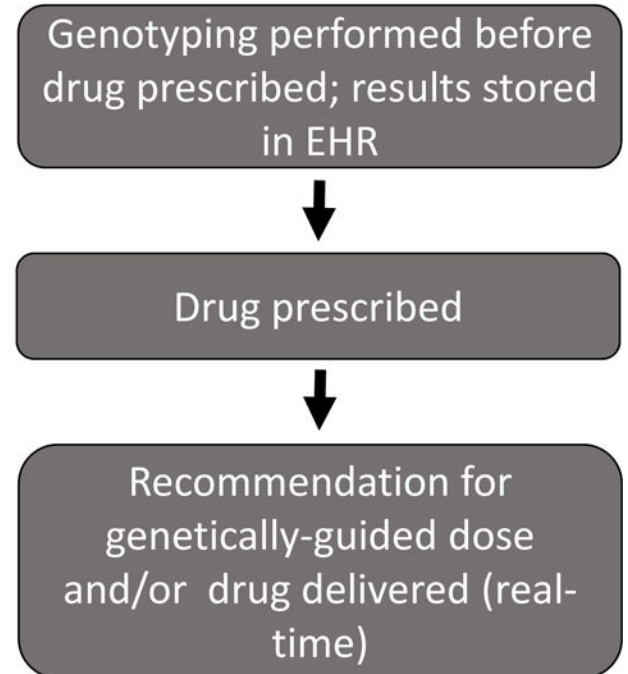 Genotyping performed before
drug prescribed; results stored
in EHR
Drug prescribed
Recommendation for
genetically-guided dose
and/or  drug delivered (real-
time)